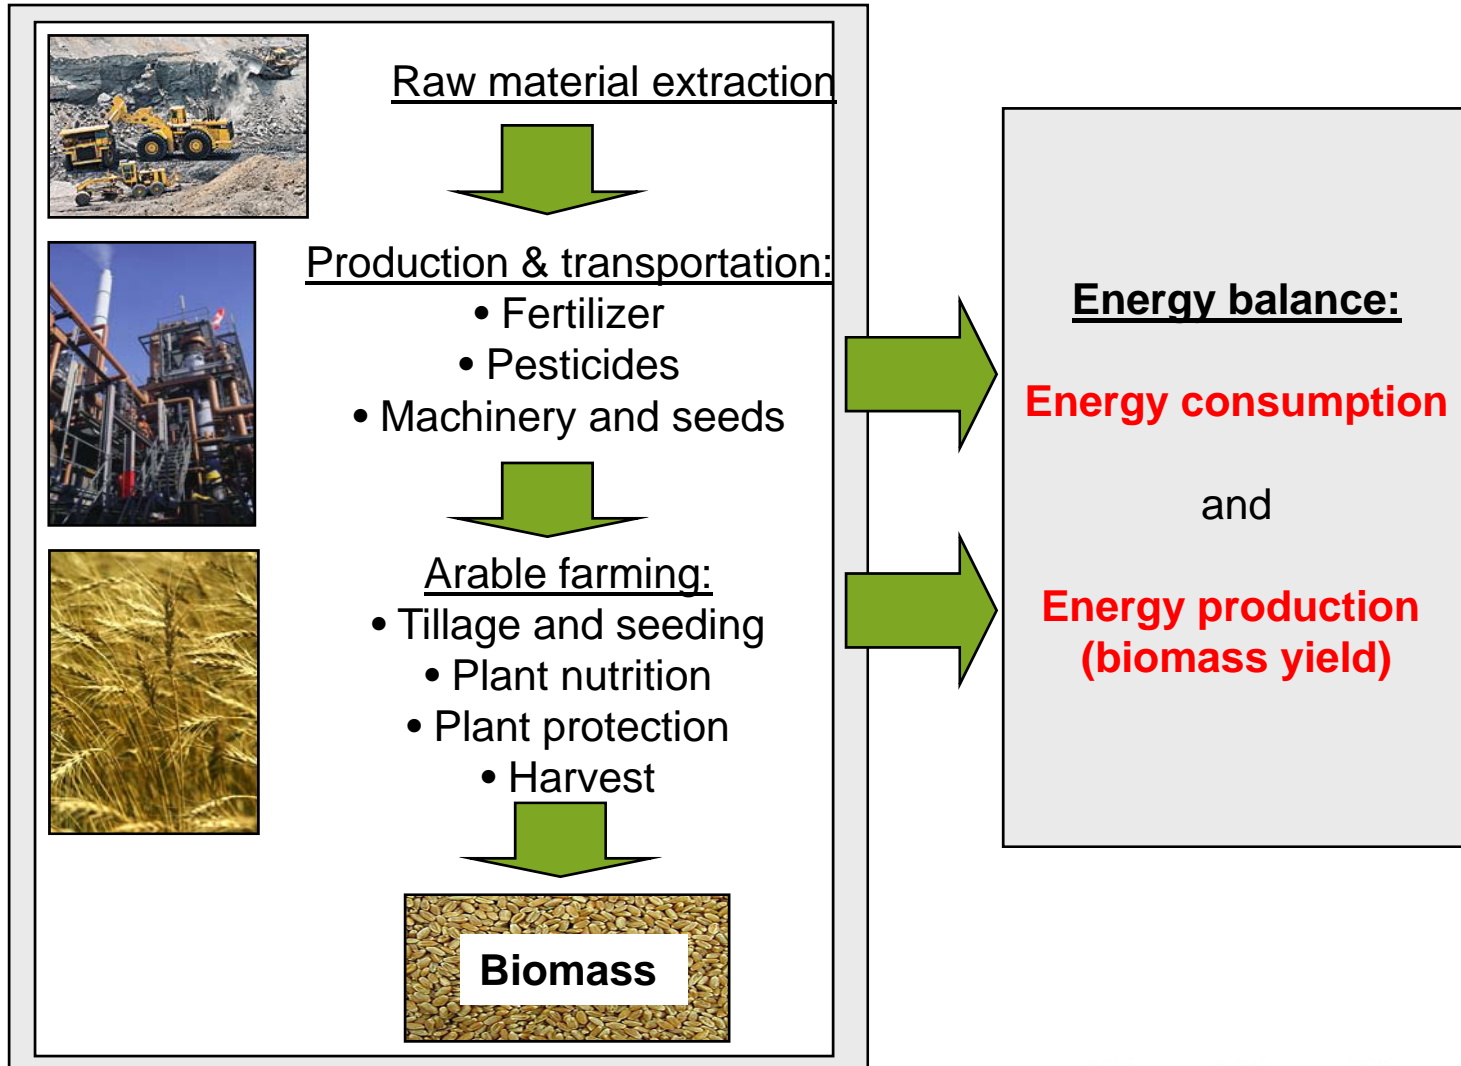 Raw material extraction
Production & transportation:
• Fertilizer
• Pesticides
• Machinery and seeds
Arable farming:
• Tillage and seeding
• Plant nutrition
• Plant protection
• Harvest
Biomass
Energy balance:
Energy consumption
and
Energy production
(biomass yield)